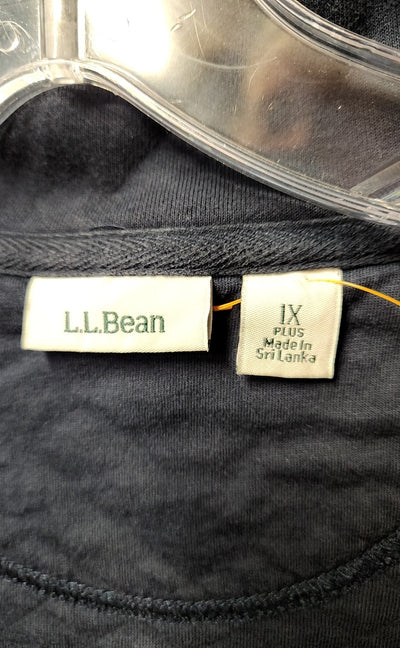 L.L.Bean
1X
PLUS
Made In
Sri Lanka